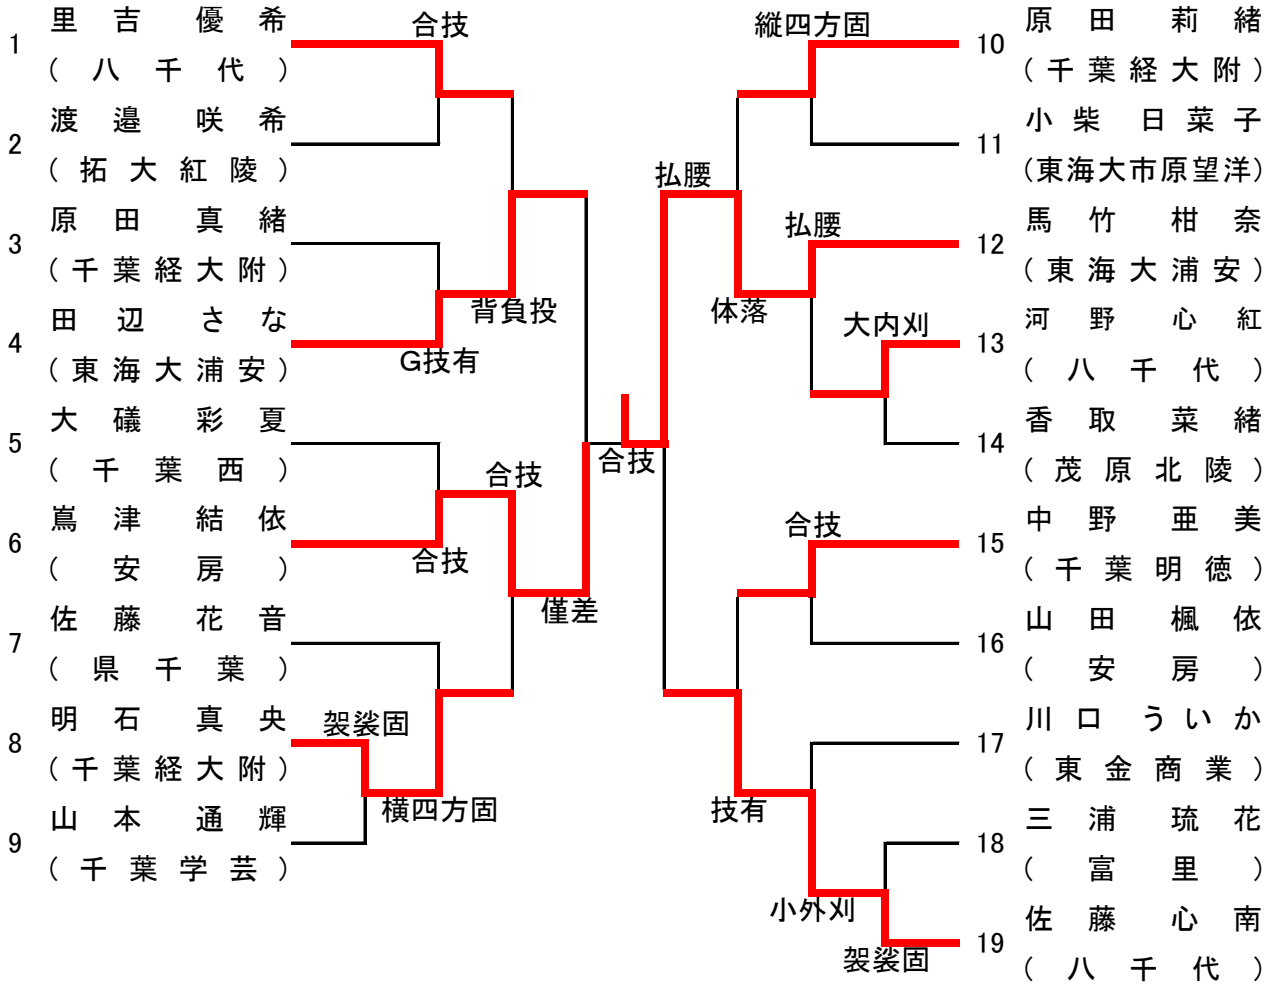 1 里吉 優希
(八千代)
2 渡邉 咲希
(拓大紅陵)
3 原田 真緒
(千葉経大附)
4 田辺 さな
(東海大浦安)
5 大礒 彩夏
(千葉西)
6 嶌津 結依
(安房)
7 佐藤 花音
(県千葉)
8 明石 真央
(千葉経大附)
9 山本 通輝
(千葉学芸)
合技
背負投
G技有
合技
合技
僅差
袈裟固
横四方固
合技
縦四方固
払腰
払腰
体落
大内刈
合技
技有
小外刈
袈裟固
10 原田 莉緒
(千葉経大附)
11 小柴 日菜子
(東海大市原望洋)
12 馬竹 柑奈
(東海大浦安)
13 河野 心紅
(八千代)
14 香取 菜緒
(茂原北陵)
15 中野 亜美
(千葉明徳)
16 山田 楓依
(安房)
17 川口 ういか
(東金商業)
18 三浦 琉花
(富里)
19 佐藤 心南
(八千代)